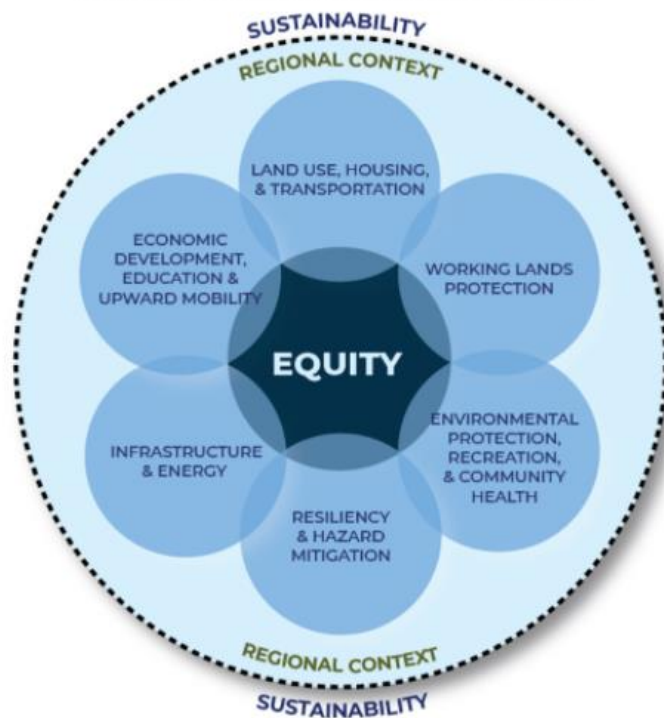 SUSTAINABILITY
REGIONAL CONTEXT
LAND USE, HOUSING,
& TRANSPORTATION
ECONOMIC
DEVELOPMENT,
EDUCATION &
UPWARD MOBILITY
WORKING LANDS
PROTECTION
EQUITY
INFRASTRUCTURE
& ENERGY
ENVIRONMENTAL
PROTECTION,
RECREATION,
& COMMUNITY
HEALTH
RESILIENCY
& HAZARD
MITIGATION
REGIONAL CONTEXT
SUSTAINABILITY